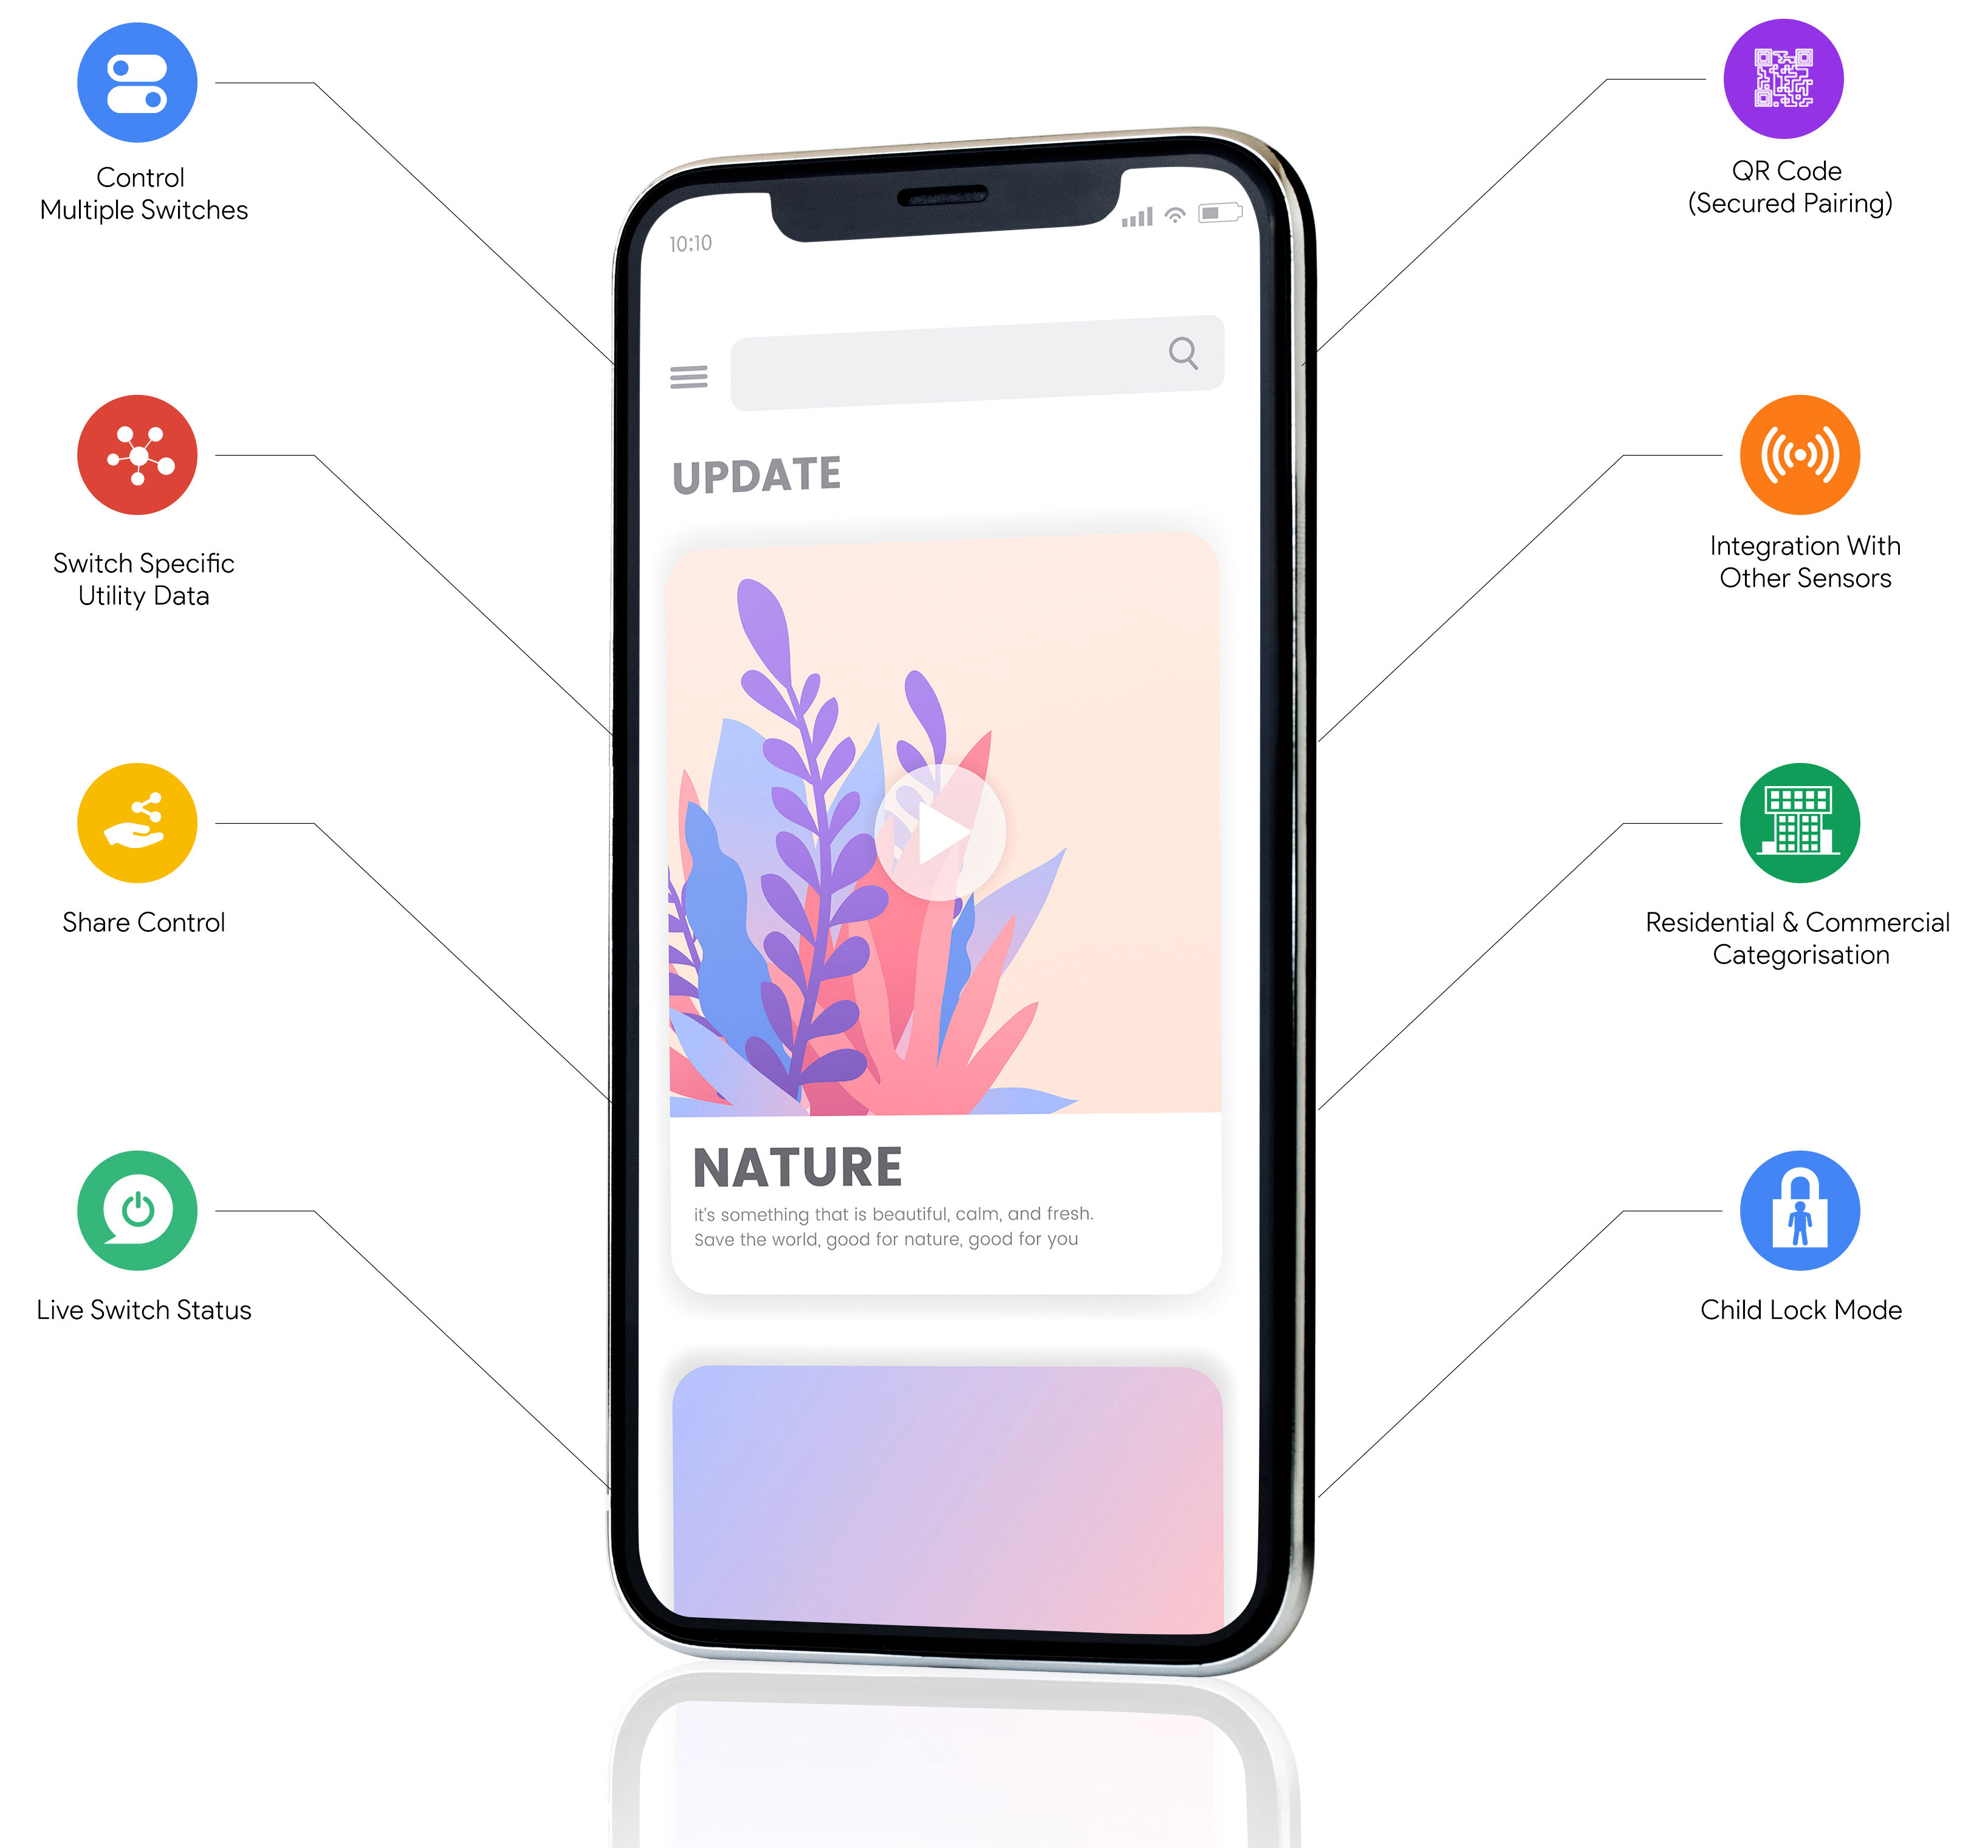 Control
Multiple Switches
Switch Specific
Utility Data
Share Control
Live Switch Status
10:10
UPDATE
NATURE
it's something that is beautiful, calm, and fresh.
Save the world, good for nature, good for you
QR Code
(Secured Pairing)
Integration With
Other Sensors
Residential & Commercial
Categorisation
Child Lock Mode